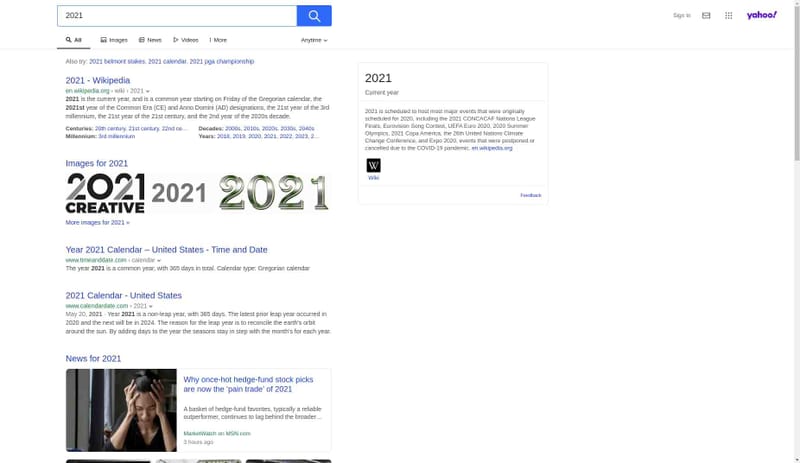 2021
Sign In
yahoo!
All
Images
News
Videos
More
Anytime
Also try: 2021 belmont stakes, 2021 calendar, 2021 pga championship
2021 - Wikipedia
en.wikipedia.org › wiki › 2021
2021 is the current year, and is a common year starting on Friday of the Gregorian calendar, the
2021st year of the Common Era (CE) and Anno Domini (AD) designations, the 21st year of the 3rd
millennium, the 21st year of the 21st century, and the 2nd year of the 2020s decade.
Centuries: 20th century, 21st century, 22nd ce...
Decades: 2000s, 2010s, 2020s, 2030s, 2040s
Millennium: 3rd millennium
Years: 2018, 2019, 2020, 2021, 2022, 2023, 2...
Images for 2021
2021
CREATIVE
2021
2021
More Images for 2021 »
Year 2021 Calendar – United States - Time and Date
www.timeanddate.com › calendar
The year 2021 is a common year, with 365 days in total. Calendar type: Gregorian calendar
2021 Calendar - United States
www.calendardate.com › 2021
May 20, 2021 · Year 2021 is a non-leap year, with 365 days. The latest prior leap year occurred in
2020 and the next will be in 2024. The reason for the leap year is to reconcile the earth's orbit
around the sun. By adding days to the year the seasons stay in step with the month's for each year.
News for 2021
Why once-hot hedge-fund stock picks
are now the 'pain trade' of 2021
A basket of hedge-fund favorites, typically a reliable
outperformer, continues to lag behind the broader…
MarketWatch on MSN.com
3 hours ago
2021
Current year
2021 is scheduled to host most major events that were originally
scheduled for 2020, including the 2021 CONCACAF Nations League
Finals, Eurovision Song Contest, UEFA Euro 2020, 2020 Summer
Olympics, 2021 Copa America, the 26th United Nations Climate
Change Conference, and Expo 2020, events that were postponed or
cancelled due to the COVID-19 pandemic. en.wikipedia.org
W
Wiki
Feedback